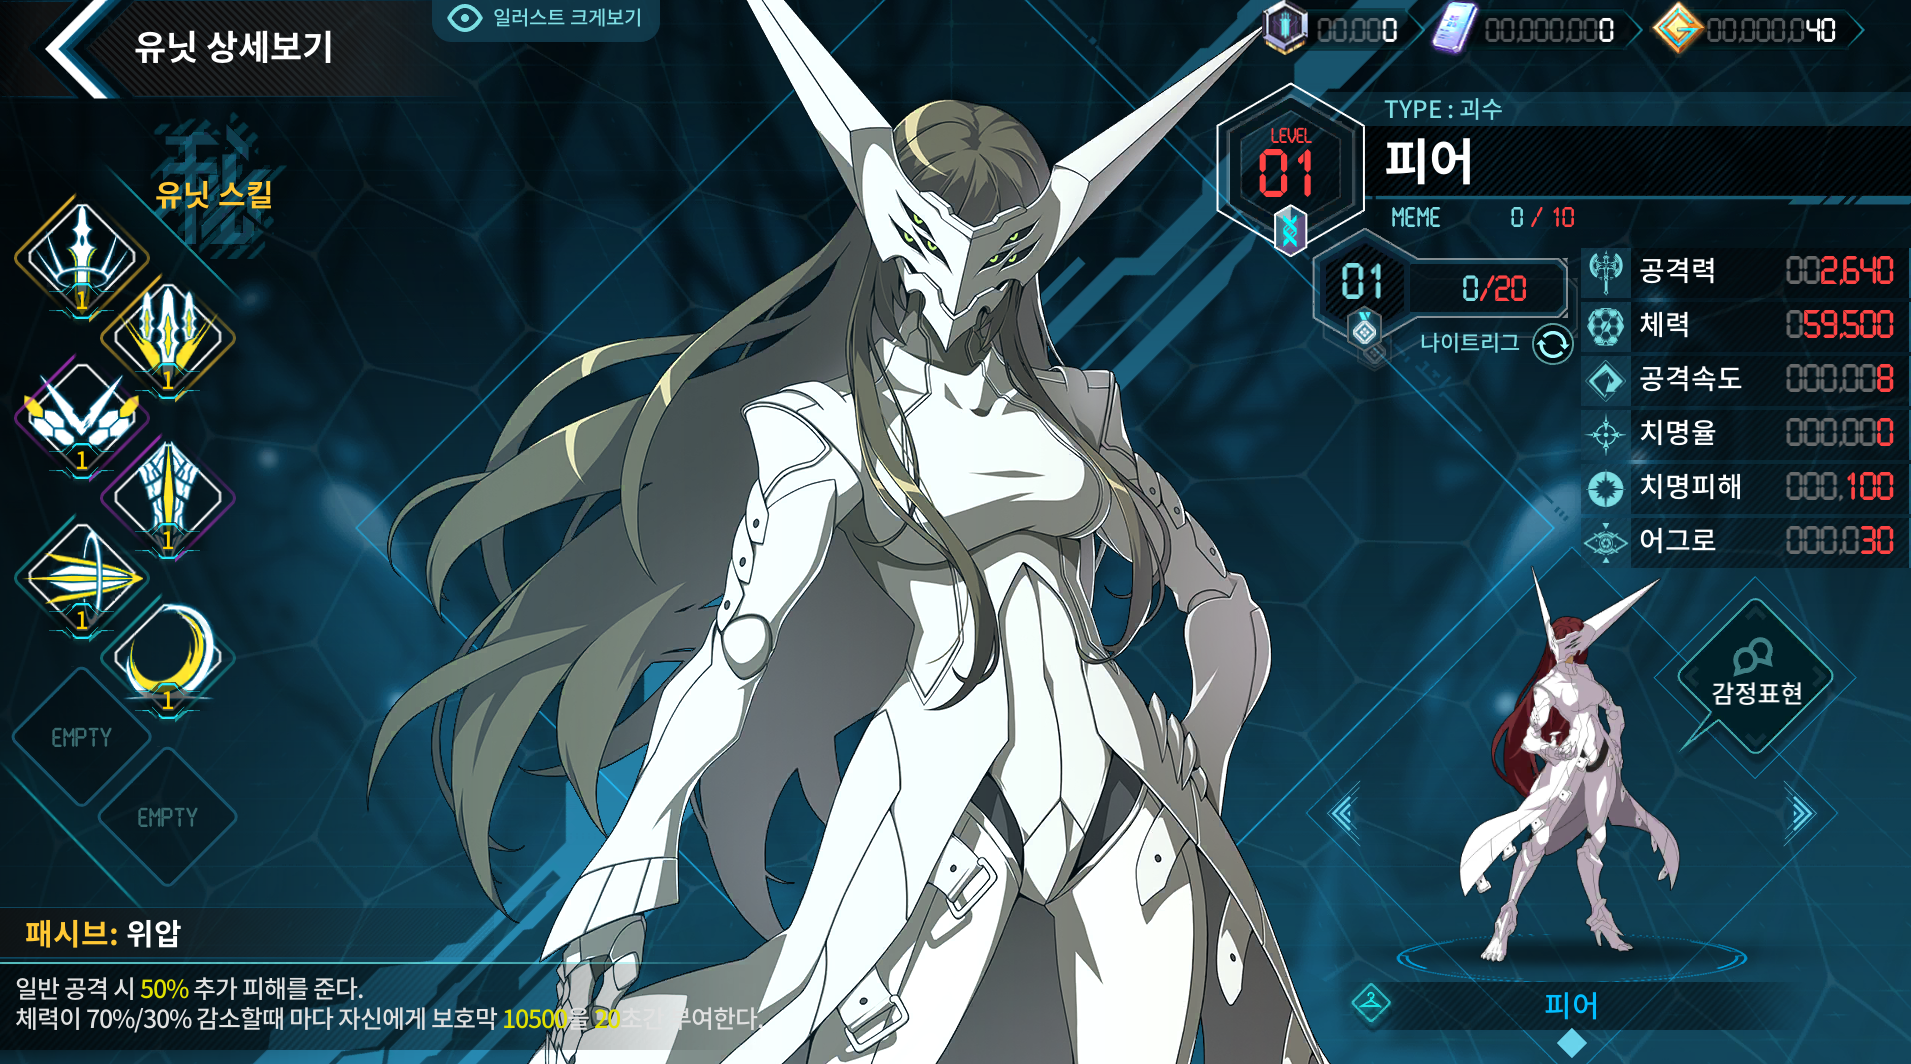 유닛 상세보기
일러스트 크게보기
00,000
00,000,000
00,000,040
유닛 스킬
1
1
1
1
1
1
EMPTY
EMPTY
LEVEL
01
TYPE : 괴수
피어
MEME 0 / 10
01
0/20
나이트리그
공격력 002,640
체력 059,500
공격속도 000,008
치명율 000,000
치명피해 000,100
어그로 000,030
감정표현
피어
패시브: 위압
일반 공격 시 50% 추가 피해를 준다.
체력이 70%/30% 감소할때 마다 자신에게 보호막 10500을 20초간 부여한다.